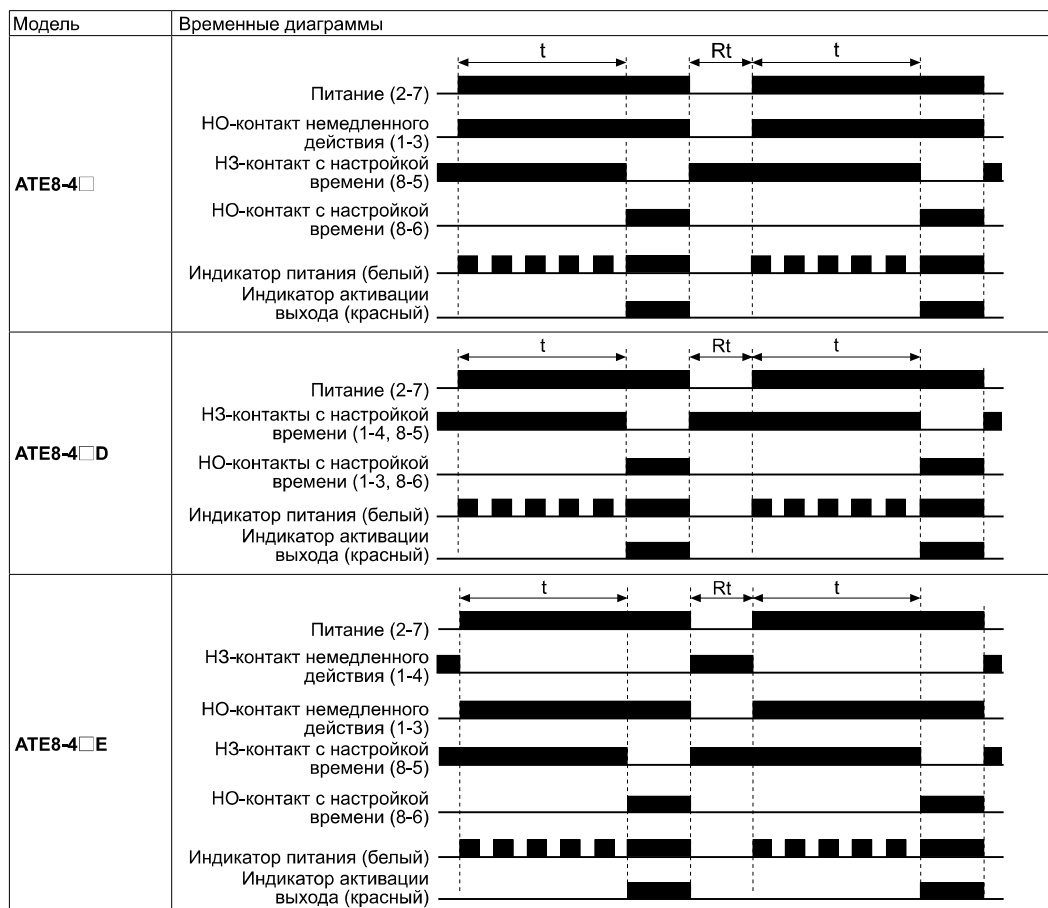 Модель
Временные диаграммы
ATE8-4□
t
Rt
t
Питание (2-7)
НО-контакт немедленного
действия (1-3)
НЗ-контакт с настройкой
времени (8-5)
НО-контакт с настройкой
времени (8-6)
Индикатор питания (белый)
Индикатор активации
выхода (красный)
ATE8-4□D
t
Rt
t
Питание (2-7)
НЗ-контакты с настройкой
времени (1-4, 8-5)
НО-контакты с настройкой
времени (1-3, 8-6)
Индикатор питания (белый)
Индикатор активации
выхода (красный)
ATE8-4□E
t
Rt
t
Питание (2-7)
НЗ-контакт немедленного
действия (1-4)
НО-контакт немедленного
действия (1-3)
НЗ-контакт с настройкой
времени (8-5)
НО-контакт с настройкой
времени (8-6)
Индикатор питания (белый)
Индикатор активации
выхода (красный)